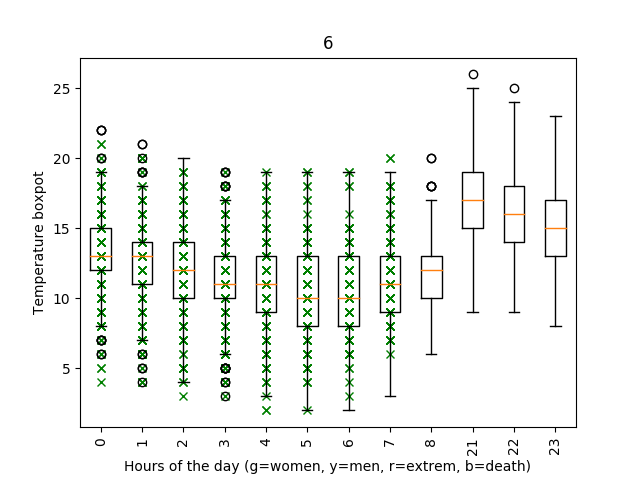 6
25
20
15
10
5
Temperature boxpot
0 1 2 3 4 5 6 7 8 21 22 23
Hours of the day (g=women, y=men, r=extrem, b=death)